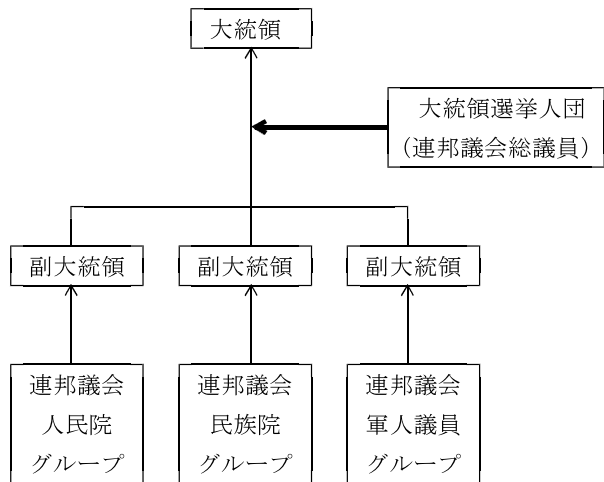 大統領
大統領選挙人団
（連邦議会総議員）
副大統領
副大統領
副大統領
連邦議会
人民院
グループ
連邦議会
民族院
グループ
連邦議会
軍人議員
グループ